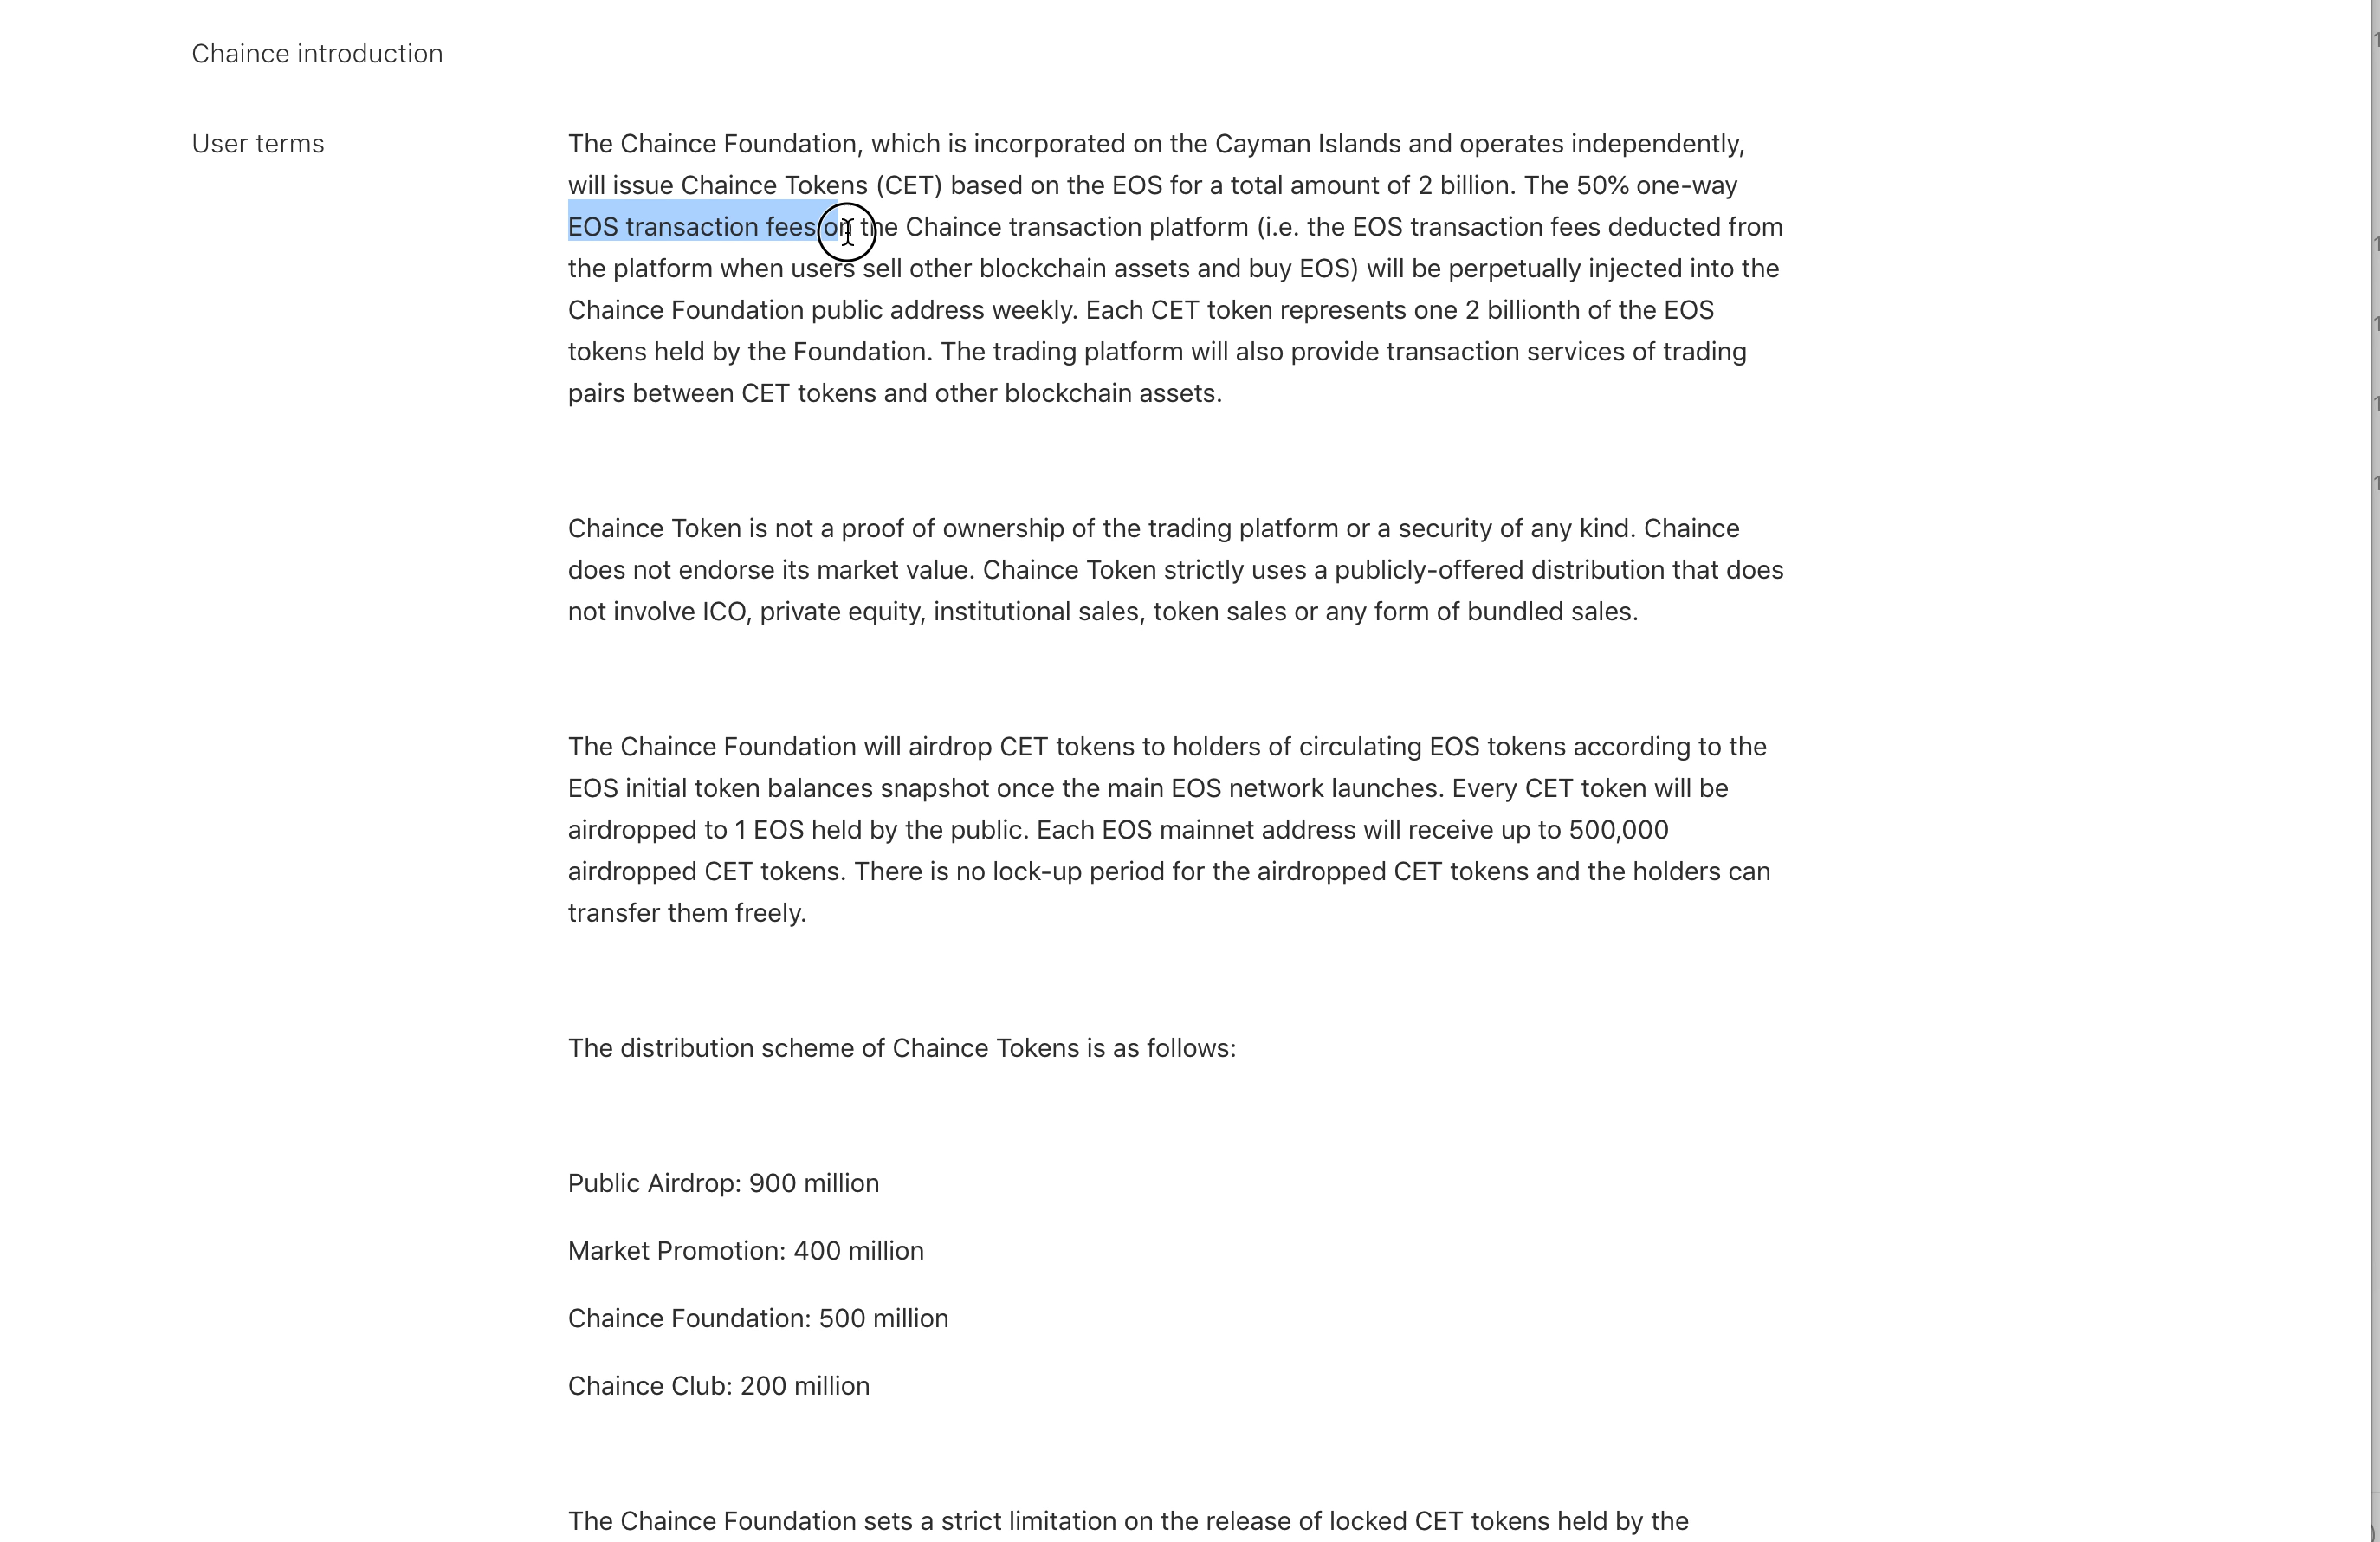 Chaince introduction
User terms
The Chaince Foundation, which is incorporated on the Cayman Islands and operates independently,
will issue Chaince Tokens (CET) based on the EOS for a total amount of 2 billion. The 50% one-way
EOS transaction fees on the Chaince transaction platform (i.e. the EOS transaction fees deducted from
the platform when users sell other blockchain assets and buy EOS) will be perpetually injected into the
Chaince Foundation public address weekly. Each CET token represents one 2 billionth of the EOS
tokens held by the Foundation. The trading platform will also provide transaction services of trading
pairs between CET tokens and other blockchain assets.
Chaince Token is not a proof of ownership of the trading platform or a security of any kind. Chaince
does not endorse its market value. Chaince Token strictly uses a publicly-offered distribution that does
not involve ICO, private equity, institutional sales, token sales or any form of bundled sales.
The Chaince Foundation will airdrop CET tokens to holders of circulating EOS tokens according to the
EOS initial token balances snapshot once the main EOS network launches. Every CET token will be
airdropped to 1 EOS held by the public. Each EOS mainnet address will receive up to 500,000
airdropped CET tokens. There is no lock-up period for the airdropped CET tokens and the holders can
transfer them freely.
The distribution scheme of Chaince Tokens is as follows:
Public Airdrop: 900 million
Market Promotion: 400 million
Chaince Foundation: 500 million
Chaince Club: 200 million
The Chaince Foundation sets a strict limitation on the release of locked CET tokens held by the